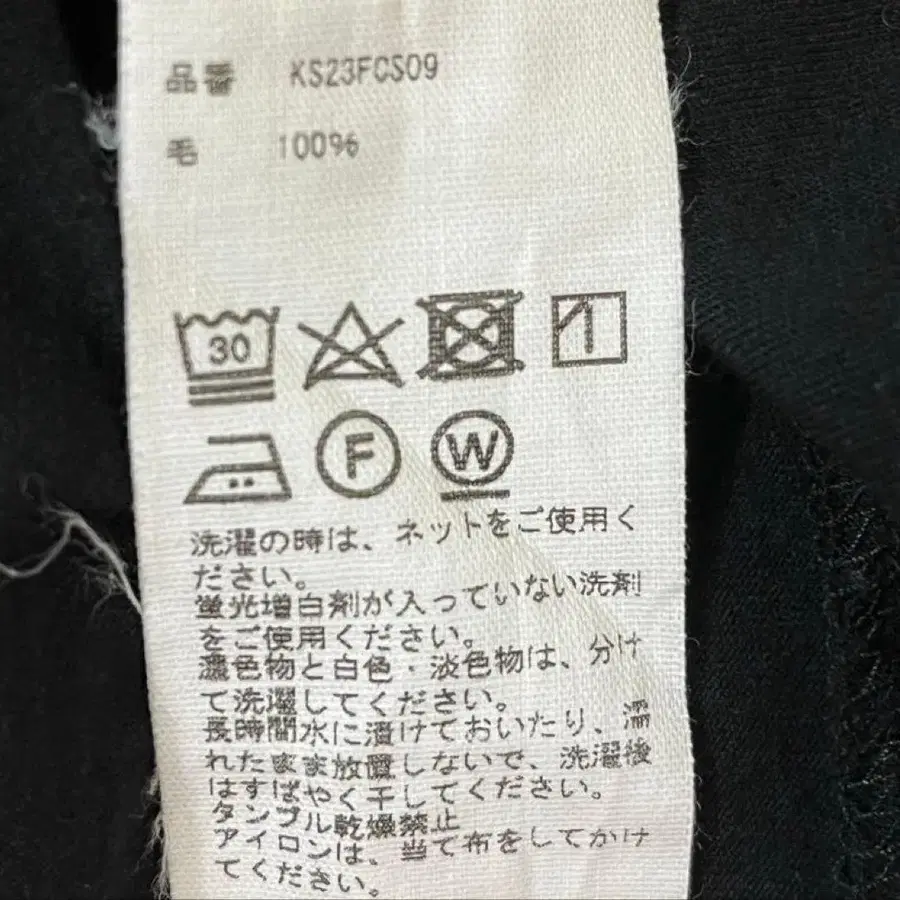 品番 KS23FCS09
毛 100%
30
F W
洗濯の時は、ネットをご使用く
ださい。
蛍光増白剤が入っていない洗剤
をご使用ください。
濃色物と白色・淡色物は、分け
て洗濯してください。
長時間水に漬けておいたり、濡
れたまま放置しないで、洗濯後
はすばやく干してください。
タンブル乾燥禁止
アイロンは、当て布をしてかけ
てください。